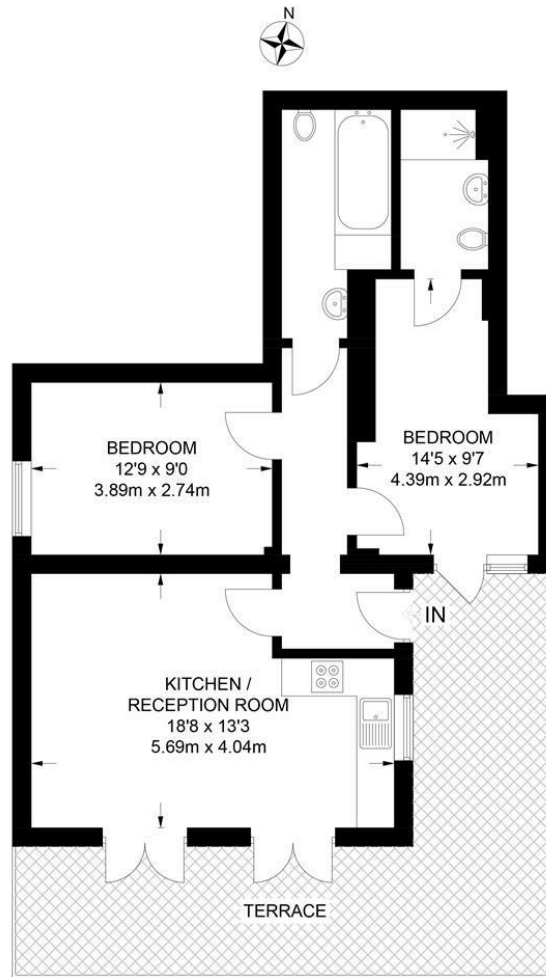 N
BEDROOM
12'9 x 9'0
3.89m x 2.74m
BEDROOM
14'5 x 9'7
4.39m x 2.92m
IN
KITCHEN /
RECEPTION ROOM
18'8 x 13'3
5.69m x 4.04m
TERRACE